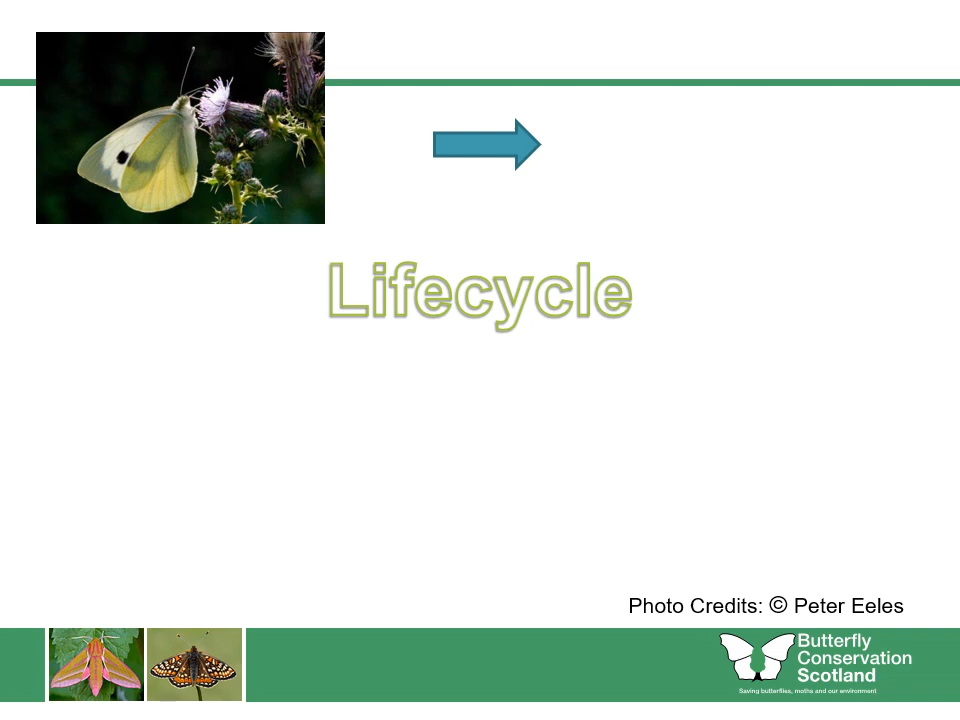 Lifecycle
Photo Credits: © Peter Eeles
Butterfly
Conservation
Scotland
Saving butterflies, moths and our environment